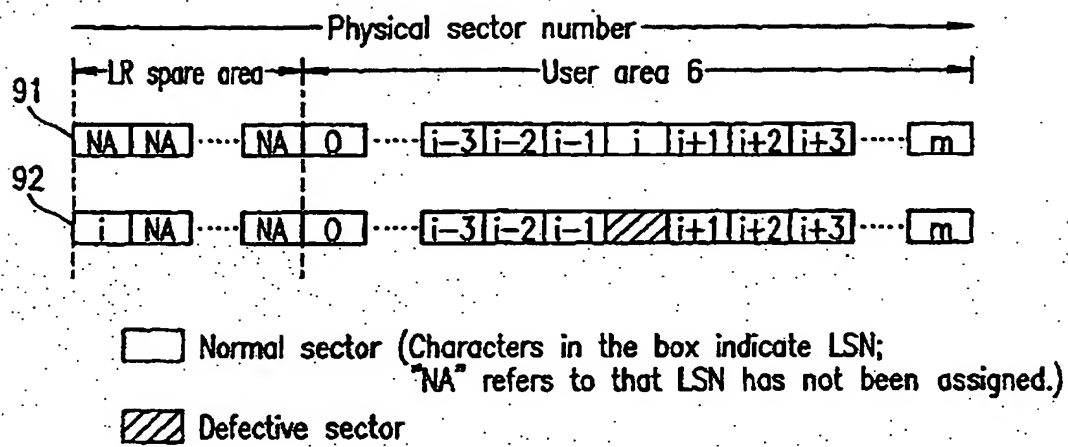 Physical sector number
LR spare area User area 6
91
NA NA ..... NA 0 ..... i-3 i-2 i-1 i i+1 i+2 i+3 ..... m
92
i NA ..... NA 0 ..... i-3 i-2 i-1 i+1 i+2 i+3 ..... m
Normal sector (Characters in the box indicate LSN;
"NA" refers to that LSN has not been assigned.)
Defective sector